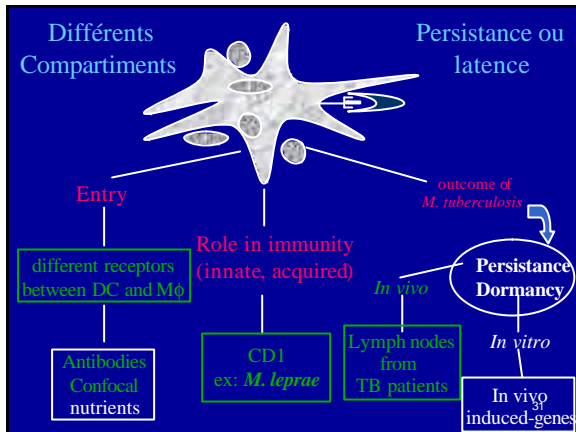 Différents
Compartiments
Persistance ou
latence
Entry
different receptors
between DC and Mφ
Antibodies
Confocal
nutrients
Role in immunity
(innate, acquired)
CD1
ex: M. leprae
outcome of
M. tuberculosis
Persistance
Dormancy
In vivo
Lymph nodes
from
TB patients
In vitro
In vivo
induced-genes
31